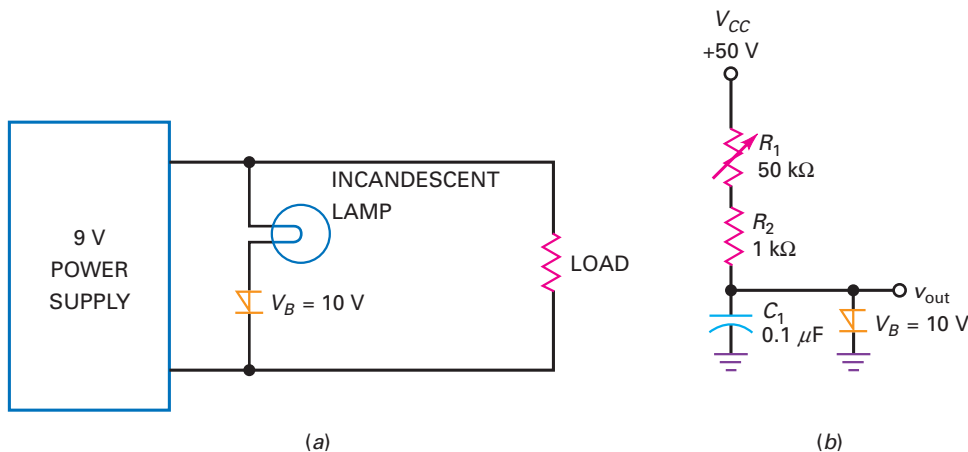 9 V
POWER
SUPPLY
INCANDESCENT
LAMP
V_B = 10 V
LOAD
(a)
V_CC
+50 V
R_1
50 kΩ
R_2
1 kΩ
C_1
0.1 μF
v_out
V_B = 10 V
(b)